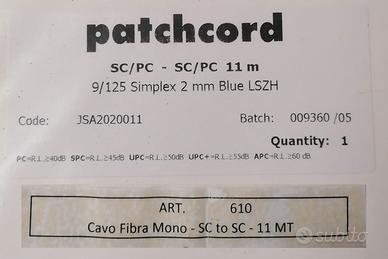 patchcord
SC/PC - SC/PC 11 m
9/125 Simplex 2 mm Blue LSZH
Code: JSA2020011 Batch: 009360 /05
Quantity: 1
PC=R.L.≥40dB SPC=R.L.≥45dB UPC=R.L.≥50dB UPC+=R.L.≥55dB APC=R.L.≥60 dB
ART. 610
Cavo Fibra Mono - SC to SC - 11 MT
subito